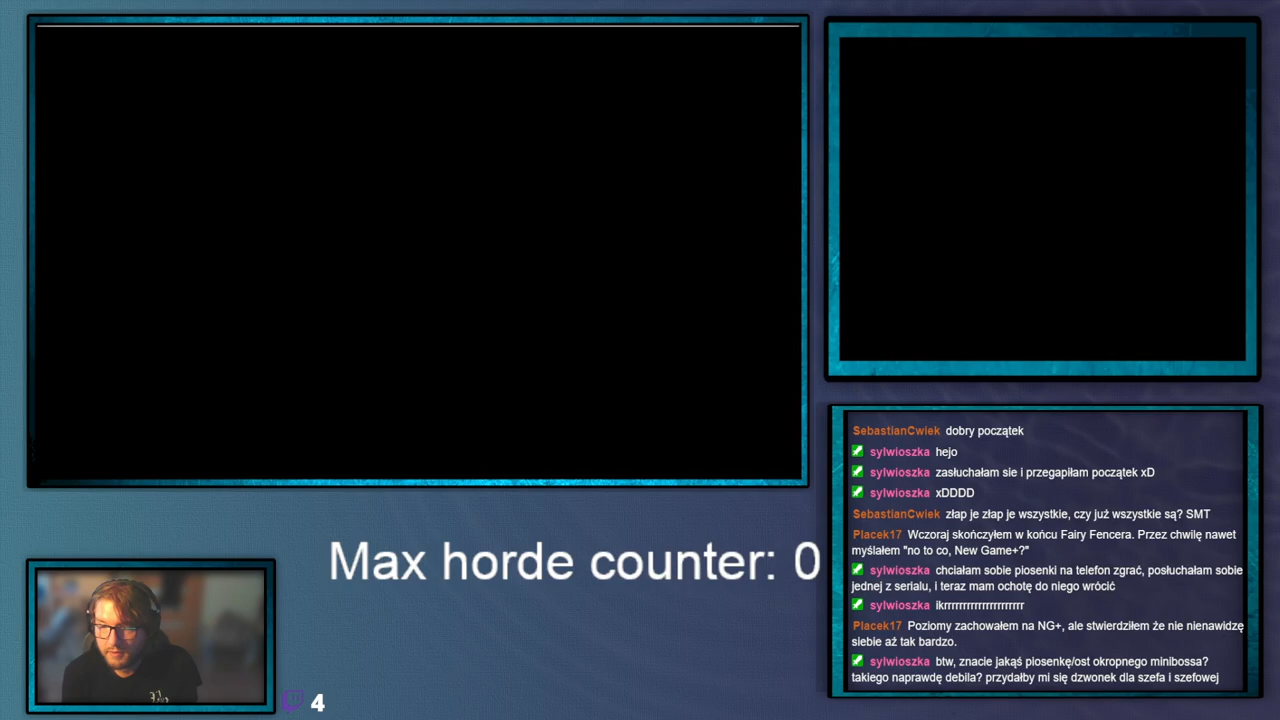 SebastianCwiek dobry początek
sylwioszka hejo
sylwioszka zasłuchałam sie i przegapiłam początek xD
sylwioszka xDDDD
SebastianCwiek złap je złap je wszystkie, czy już wszystkie są? SMT
Placek17 Wczoraj skończyłem w końcu Fairy Fencera. Przez chwilę nawet
myślałem "no to co, New Game+?"
sylwioszka chciałam sobie piosenki na telefon zgrać, posłuchałam sobie
jednej z serialu, i teraz mam ochotę do niego wrócić
sylwioszka ikrrrrrrrrrrrrrrrrrrrrr
Placek17 Poziomy zachowałem na NG+, ale stwierdziłem że nie nienawidzę
siebie aż tak bardzo.
sylwioszka btw, znacie jakąś piosenkę/ost okropnego minibossa?
takiego naprawdę debila? przydałby mi się dzwonek dla szefa i szefowej
Max horde counter: 0
4